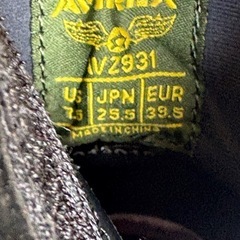 AVIREX
AV2931
US JPN EUR
7.5 25.5 39.5
MADE IN CHINA